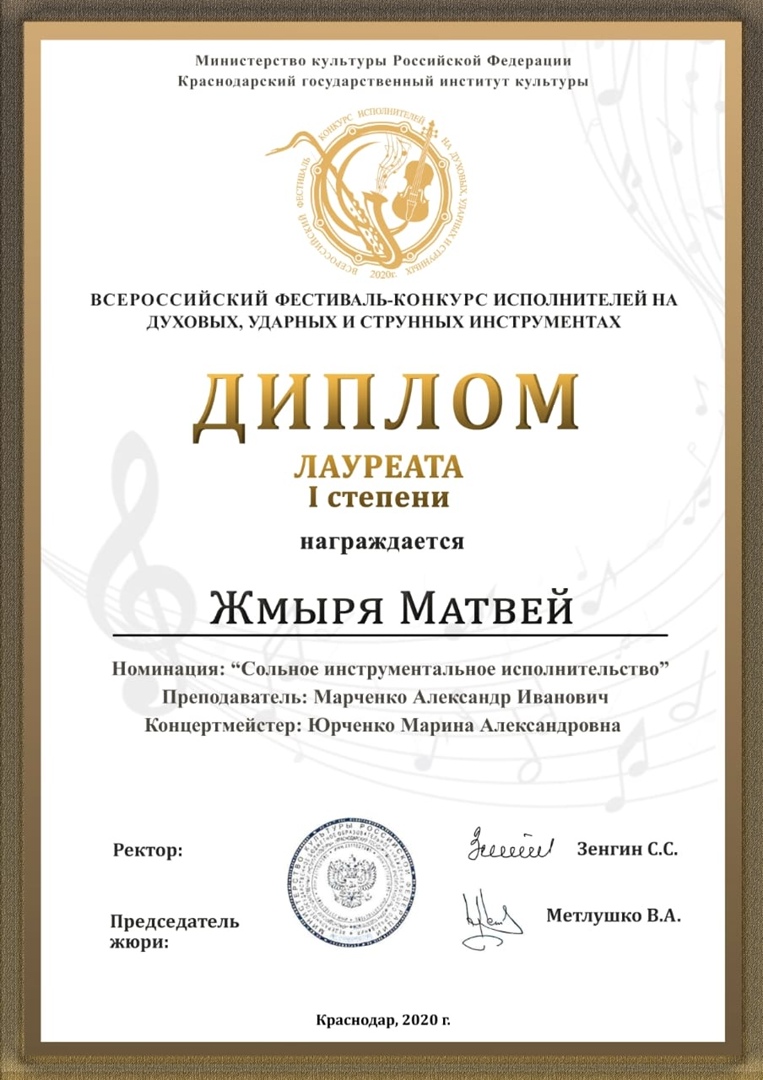 Министерство культуры Российской Федерации
Краснодарский государственный институт культуры
ВСЕРОССИЙСКИЙ ФЕСТИВАЛЬ КОНКУРС ИСПОЛНИТЕЛЕЙ НА ДУХОВЫХ, УДАРНЫХ И СТРУННЫХ
2020г.
ВСЕРОССИЙСКИЙ ФЕСТИВАЛЬ-КОНКУРС ИСПОЛНИТЕЛЕЙ НА
ДУХОВЫХ, УДАРНЫХ И СТРУННЫХ ИНСТРУМЕНТАХ
ДИПЛОМ
ЛАУРЕАТА
I степени
награждается
Жмыря Матвей
Номинация: “Сольное инструментальное исполнительство”
Преподаватель: Марченко Александр Иванович
Концертмейстер: Юрченко Марина Александровна
Ректор:
Зенгин С.С.
Председатель
жюри:
Метлушко В.А.
Краснодар, 2020 г.